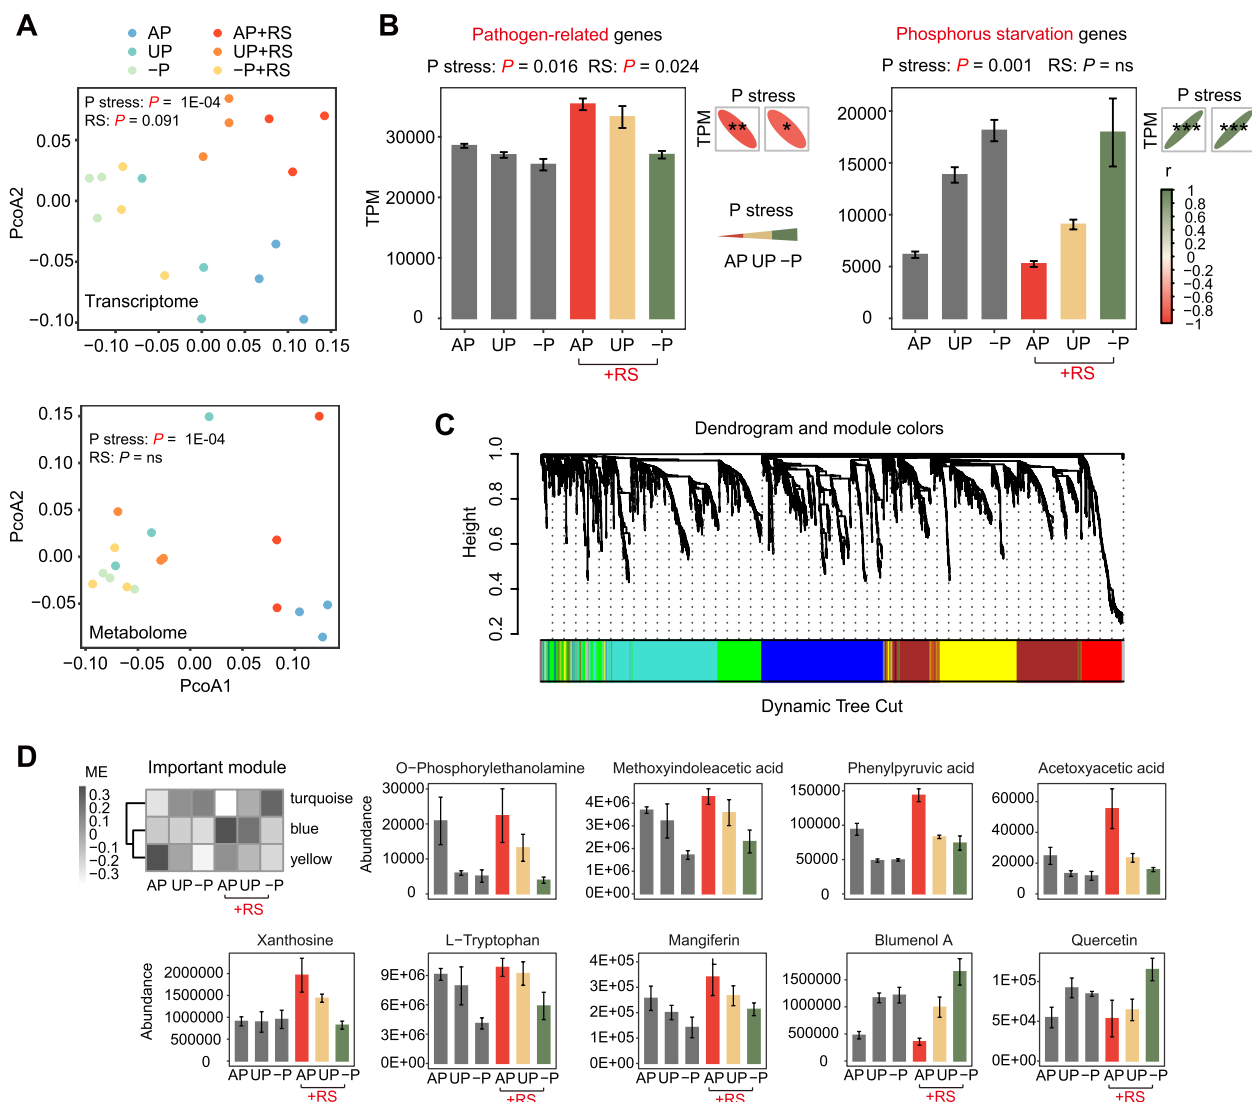 A
AP
AP+RS
UP
UP+RS
−P
−P+RS
P stress: P = 1E-04
RS: P = 0.091
PcoA2
0.05
0.00
−0.05
−0.10
Transcriptome
−0.10
−0.05
0.00
0.05
0.10
0.15
P stress: P = 1E-04
RS: P = ns
PcoA2
0.15
0.10
0.05
0.00
−0.05
Metabolome
−0.10
−0.05
0.00
0.05
0.10
PcoA1
B
Pathogen-related genes
P stress: P = 0.016 RS: P = 0.024
TPM
30000
20000
10000
0
AP UP −P AP UP −P
+RS
P stress
TPM
** *
P stress
AP UP −P
Phosphorus starvation genes
P stress: P = 0.001 RS: P = ns
20000
15000
10000
5000
0
AP UP −P AP UP −P
+RS
P stress
TPM
*** ***
r
1
0.8
0.6
0.4
0.2
0
−0.2
−0.4
−0.6
−0.8
−1
C
Dendrogram and module colors
Height
1.0
0.8
0.6
0.4
0.2
Dynamic Tree Cut
D
ME
0.3
0.2
0.1
0
−0.1
−0.2
−0.3
Important module
turquoise
blue
yellow
AP UP −P AP UP −P
+RS
O−Phosphorylethanolamine
Abundance
30000
20000
10000
0
Methoxyindoleacetic acid
4E+06
3E+06
2E+06
1E+06
0E+00
Phenylpyruvic acid
150000
100000
50000
0
Acetoxyacetic acid
60000
40000
20000
0
Xanthosine
Abundance
2000000
1500000
1000000
500000
0
AP UP −P AP UP −P
+RS
L−Tryptophan
9E+06
6E+06
3E+06
0E+00
AP UP −P AP UP −P
+RS
Mangiferin
4E+05
3E+05
2E+05
1E+05
0E+00
AP UP −P AP UP −P
+RS
Blumenol A
1500000
1000000
500000
0
AP UP −P AP UP −P
+RS
Quercetin
1E+05
5E+04
0E+00
AP UP −P AP UP −P
+RS